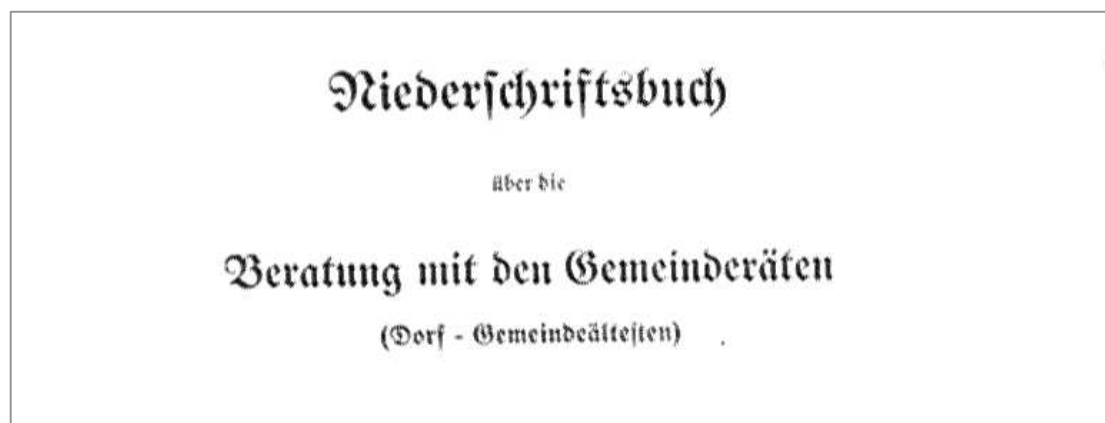 Niederschriftsbuch
über die
Beratung mit den Gemeinderäten
(Dorf - Gemeindeältesten)